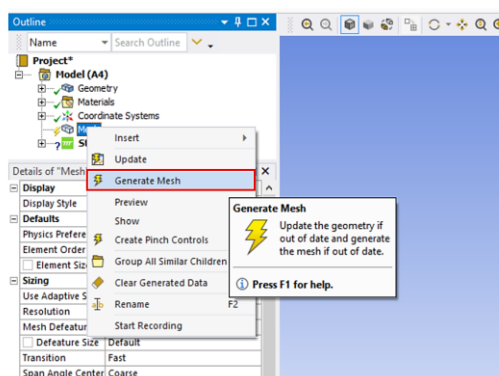 Outline
Name
Search Outline
Project*
Model (A4)
Geometry
Materials
Coordinate Systems
Insert
Update
Details of "Mesh
Generate Mesh
Display
Display Style
Preview
Generate Mesh
Defaults
Show
Update the geometry if
Physics Prefere
out of date and generate
Element Order
Create Pinch Controls
the mesh if out of date.
Group All Similar Children
Sizing
Clear Generated Data
Press F1 for help.
Use Adaptive S
Resolution
Rename F2
Mesh Defeatur
Start Recording
Defeature Size Default
Transition Fast
Span Angle Center Coarse